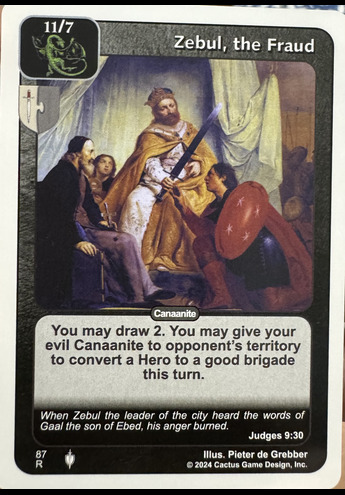 11/7
Zebul, the Fraud
Canaanite
You may draw 2. You may give your
evil Canaanite to opponent's territory
to convert a Hero to a good brigade
this turn.
When Zebul the leader of the city heard the words of
Gaal the son of Ebed, his anger burned.
Judges 9:30
87
R
Illus. Pieter de Grebber
© 2024 Cactus Game Design, Inc.